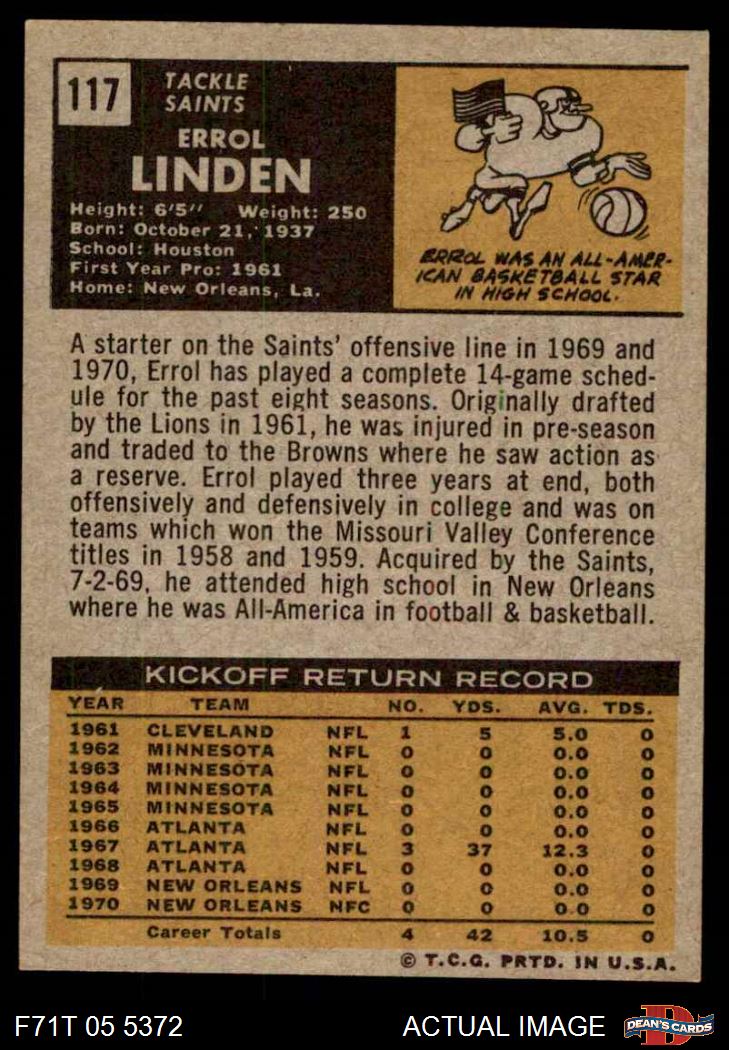 117
TACKLE
SAINTS
ERROL
LINDEN
Height: 6'5" Weight: 250
Born: October 21, 1937
School: Houston
First Year Pro: 1961
Home: New Orleans, La.
ERROL WAS AN ALL-AMER-
ICAN BASKETBALL STAR
IN HIGH SCHOOL.
A starter on the Saints' offensive line in 1969 and
1970, Errol has played a complete 14-game sched-
ule for the past eight seasons. Originally drafted
by the Lions in 1961, he was injured in pre-season
and traded to the Browns where he saw action as
a reserve. Errol played three years at end, both
offensively and defensively in college and was on
teams which won the Missouri Valley Conference
titles in 1958 and 1959. Acquired by the Saints,
7-2-69, he attended high school in New Orleans
where he was All-America in football & basketball.
KICKOFF RETURN RECORD
YEAR TEAM NO. YDS. AVG. TDS.
1961 CLEVELAND NFL 1 5 5.0 0
1962 MINNESOTA NFL 0 0 0.0 0
1963 MINNESOTA NFL 0 0 0.0 0
1964 MINNESOTA NFL 0 0 0.0 0
1965 MINNESOTA NFL 0 0 0.0 0
1966 ATLANTA NFL 0 0 0.0 0
1967 ATLANTA NFL 3 37 12.3 0
1968 ATLANTA NFL 0 0 0.0 0
1969 NEW ORLEANS NFL 0 0 0.0 0
1970 NEW ORLEANS NFC 0 0 0.0 0
Career Totals 4 42 10.5 0
© T.C.G. PRTD. IN U.S.A.
F71T 05 5372 ACTUAL IMAGE DEAN'S CARDS